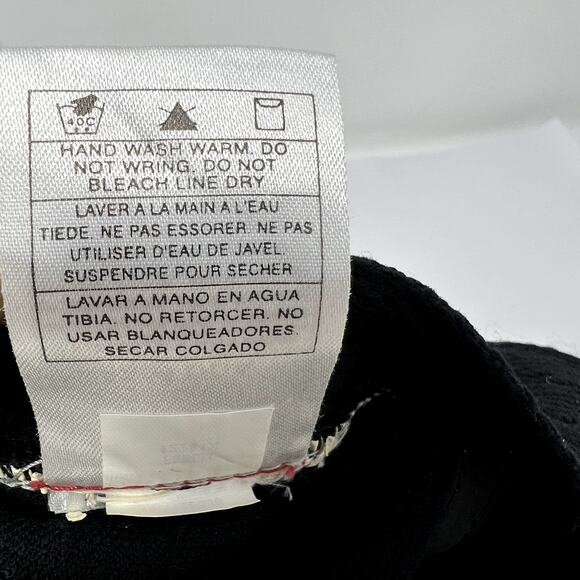 40C
HAND WASH WARM, DO
NOT WRING, DO NOT
BLEACH LINE DRY
LAVER A LA MAIN A L'EAU
TIEDE. NE PAS ESSORER. NE PAS
UTILISER D'EAU DE JAVEL.
SUSPENDRE POUR SECHER
LAVAR A MANO EN AGUA
TIBIA. NO RETORCER. NO
USAR BLANQUEADORES.
SECAR COLGADO